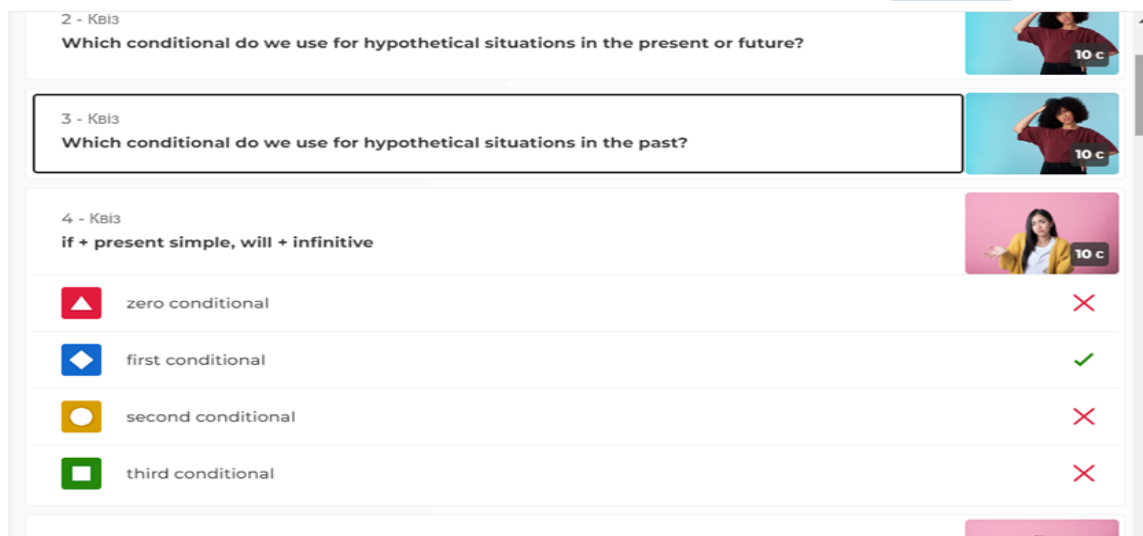 2 - Квіз
Which conditional do we use for hypothetical situations in the present or future?
10 с
3 - Квіз
Which conditional do we use for hypothetical situations in the past?
10 с
4 - Квіз
if + present simple, will + infinitive
10 с
zero conditional
first conditional
second conditional
third conditional